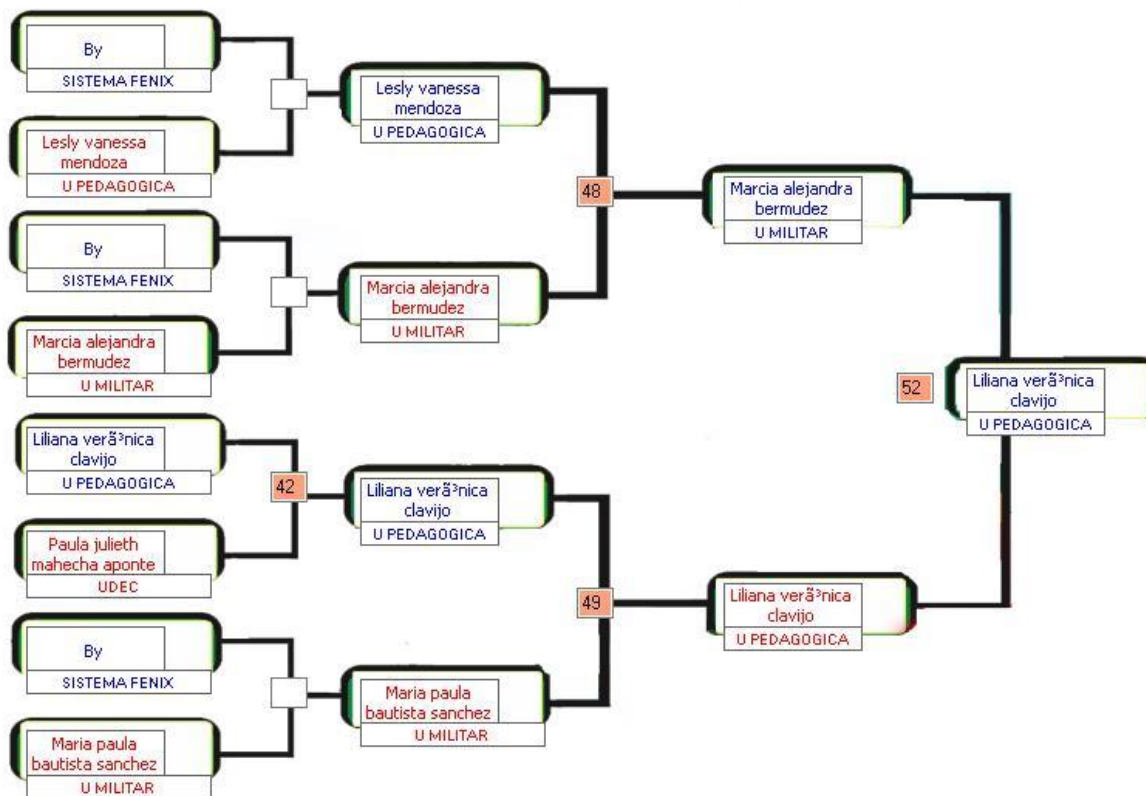 By
SISTEMA FENIX
Lesly vanessa
mendoza
U PEDAGOGICA
By
SISTEMA FENIX
Marcia alejandra
bermudez
U MILITAR
Liliana verã³nica
clavijo
U PEDAGOGICA
Paula julieth
mahecha aponte
UDEC
By
SISTEMA FENIX
Maria paula
bautista sanchez
U MILITAR
42
Lesly vanessa
mendoza
U PEDAGOGICA
Marcia alejandra
bermudez
U MILITAR
Liliana verã³nica
clavijo
U PEDAGOGICA
Maria paula
bautista sanchez
U MILITAR
48
49
Marcia alejandra
bermudez
U MILITAR
Liliana verã³nica
clavijo
U PEDAGOGICA
52
Liliana verã³nica
clavijo
U PEDAGOGICA